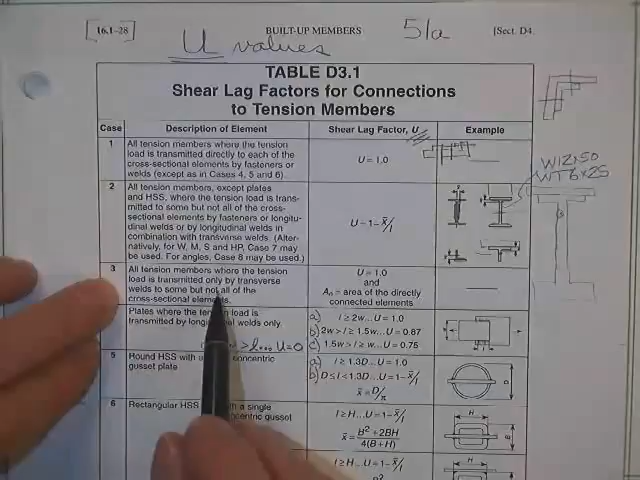 [16.1-28
BUILT-UP MEMBERS
51a
[Sect. D4
U values
TABLE D3.1
Shear Lag Factors for Connections
to Tension Members
Case
Description of Element
Shear Lag Factor, U
Example
1
All tension members where the tension
load is transmitted directly to each of the
cross-sectional elements by fasteners or
welds (except as in Cases 4, 5 and 6).
U = 1.0
W12x50
WT6x25
2
All tension members, except plates
and HSS, where the tension load is trans-
mitted to some but not all of the cross-
sectional elements by fasteners or longitu-
dinal welds or by longitudinal welds in
combination with transverse welds. (Alter-
natively, for W, M, S and HP, Case 7 may
be used. For angles, Case 8 may be used.)
U = 1 - x̄/l
3
All tension members where the tension
load is transmitted only by transverse
welds to some but not all of the
cross-sectional elements.
U = 1.0
and
An = area of the directly
connected elements
Plates where the tension load is
transmitted by longitudinal welds only
> l... U=0
a) l ≥ 2w...U = 1.0
b) 2w > l ≥ 1.5w...U = 0.87
c) 1.5w > l ≥ w...U = 0.75
5
Round HSS with concentric
gusset plate
a) l ≥ 1.3D...U = 1.0
b) D ≤ l < 1.3D...U = 1 - x̄/l
x̄ = D/π
D
6
Rectangular HSS with a single
concentric gusset
l ≥ H...U = 1 - x̄/l
x̄ = B² + 2BH / 4(B + H)
H
B
l ≥ H...U = 1 - x̄/l
H